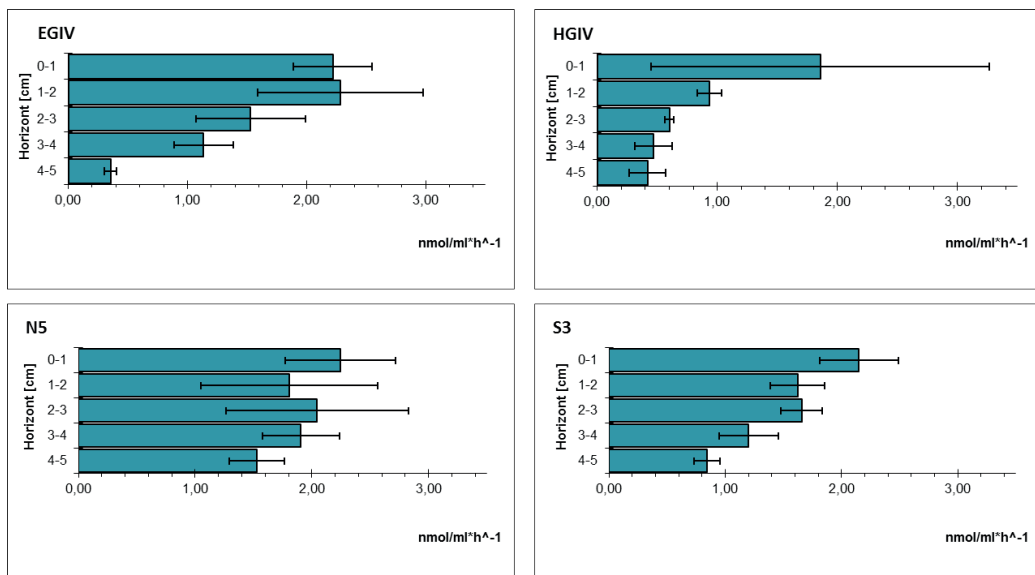 EGIV
Horizont [cm]
0-1
1-2
2-3
3-4
4-5
0,00 1,00 2,00 3,00
nmol/ml*h^-1
HGIV
Horizont [cm]
0-1
1-2
2-3
3-4
4-5
0,00 1,00 2,00 3,00
nmol/ml*h^-1
N5
Horizont [cm]
0-1
1-2
2-3
3-4
4-5
0,00 1,00 2,00 3,00
nmol/ml*h^-1
S3
Horizont [cm]
0-1
1-2
2-3
3-4
4-5
0,00 1,00 2,00 3,00
nmol/ml*h^-1